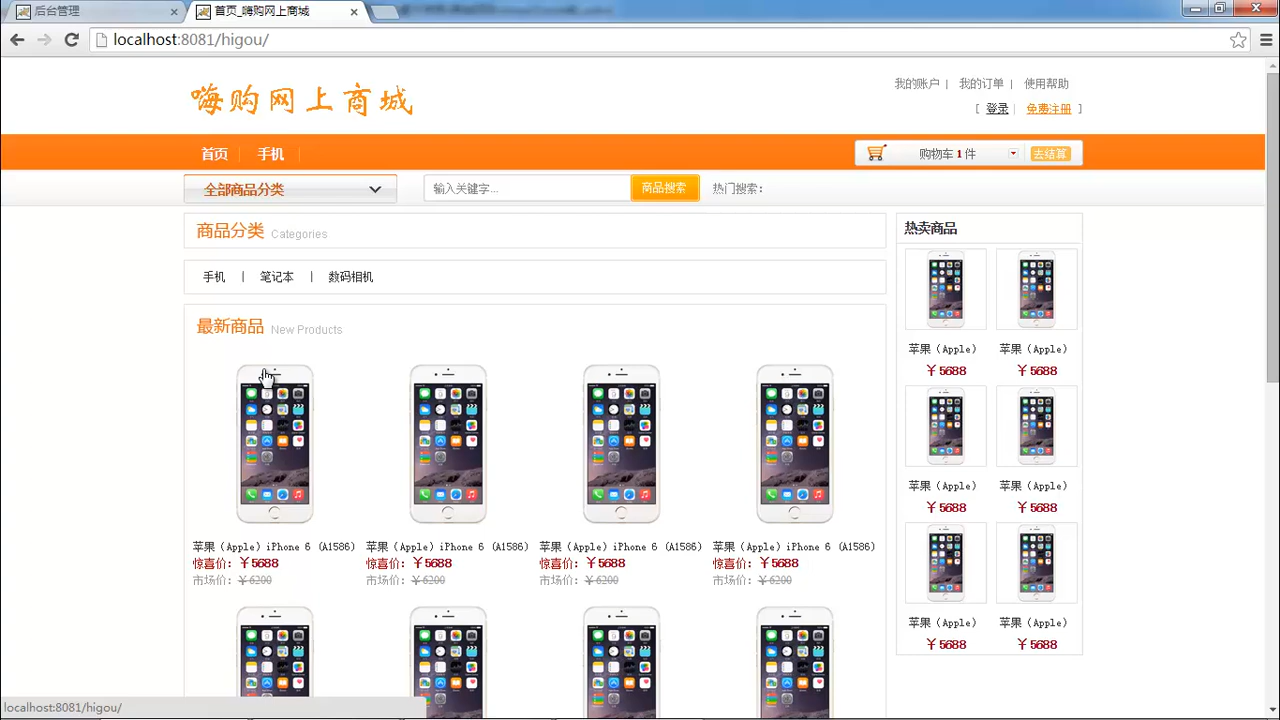 后台管理
首页_嗨购网上商城
localhost:8081/higou/
嗨购网上商城
我的账户 | 我的订单 | 使用帮助
[ 登录 | 免费注册 ]
首页 手机
购物车 1 件 去结算
全部商品分类
输入关键字... 商品搜索 热门搜索:
商品分类 Categories
手机 | 笔记本 | 数码相机
最新商品 New Products
苹果（Apple）iPhone 6 (A1586)
惊喜价: ￥5688
市场价: ￥6200
苹果（Apple）iPhone 6 (A1586)
惊喜价: ￥5688
市场价: ￥6200
苹果（Apple）iPhone 6 (A1586)
惊喜价: ￥5688
市场价: ￥6200
苹果（Apple）iPhone 6 (A1586)
惊喜价: ￥5688
市场价: ￥6200
热卖商品
苹果（Apple） 苹果（Apple）
￥5688 ￥5688
苹果（Apple） 苹果（Apple）
￥5688 ￥5688
苹果（Apple） 苹果（Apple）
￥5688 ￥5688
localhost:8081/higou/